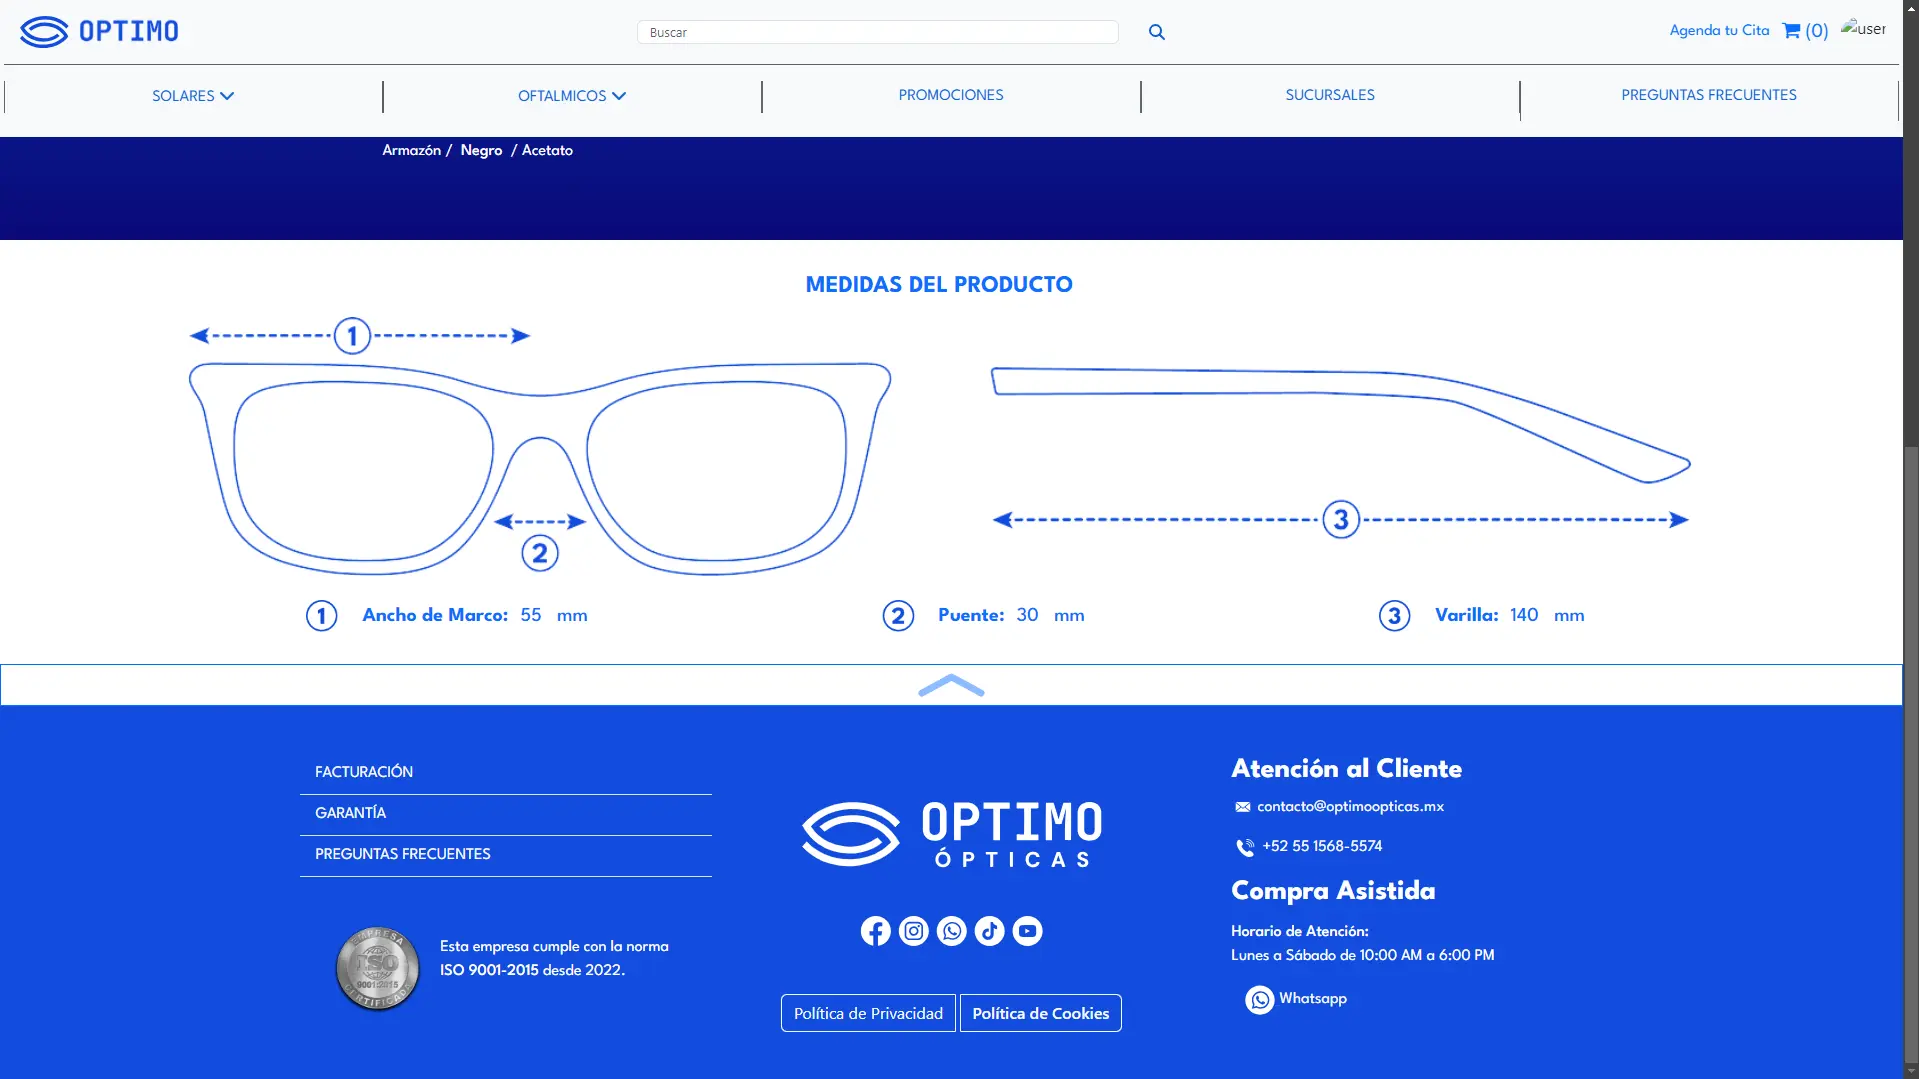 OPTIMO
Buscar
Agenda tu Cita
(0)
user
SOLARES
OFTALMICOS
PROMOCIONES
SUCURSALES
PREGUNTAS FRECUENTES
Armazón / Negro / Acetato
MEDIDAS DEL PRODUCTO
1
2
3
1 Ancho de Marco: 55 mm
2 Puente: 30 mm
3 Varilla: 140 mm
FACTURACIÓN
GARANTÍA
PREGUNTAS FRECUENTES
EMPRESA
ISO
9001:2015
CERTIFICADA
Esta empresa cumple con la norma
ISO 9001-2015 desde 2022.
OPTIMO
ÓPTICAS
Política de Privacidad
Política de Cookies
Atención al Cliente
contacto@optimoopticas.mx
+52 55 1568-5574
Compra Asistida
Horario de Atención:
Lunes a Sábado de 10:00 AM a 6:00 PM
Whatsapp